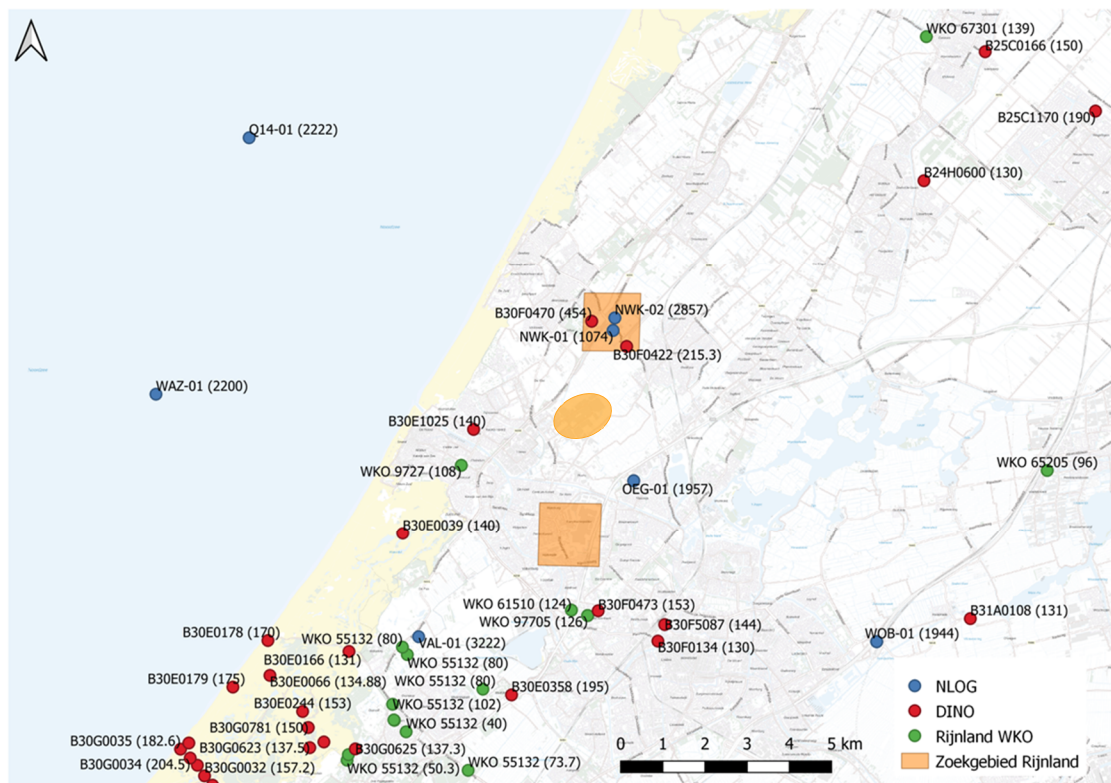 WKO 67301 (139)
B25C0166 (150)
B25C1170 (190)
Q14-01 (2222)
B24H0600 (130)
B30F0470 (454)
NWK-02 (2857)
NWK-01 (1074)
B30F0422 (215.3)
WAZ-01 (2200)
B30E1025 (140)
WKO 9727 (108)
WKO 65205 (96)
OEG-01 (1957)
B30E0039 (140)
WKO 61510 (124)
B30F0473 (153)
WKO 97705 (126)
B30F5087 (144)
B31A0108 (131)
B30E0178 (170)
WKO 55132 (80)
VAL-01 (3222)
B30F0134 (130)
WOB-01 (1944)
B30E0166 (131)
WKO 55132 (80)
B30E0179 (175)
B30E0066 (134.88)
WKO 55132 (80)
B30E0358 (195)
B30E0244 (153)
WKO 55132 (102)
B30G0781 (150)
WKO 55132 (40)
B30G0035 (182.6)
B30G0623 (137.5)
B30G0625 (137.3)
B30G0034 (204.5)
B30G0032 (157.2)
WKO 55132 (50.3)
WKO 55132 (73.7)
0 1 2 3 4 5 km
NLOG
DINO
Rijnland WKO
Zoekgebied Rijnland